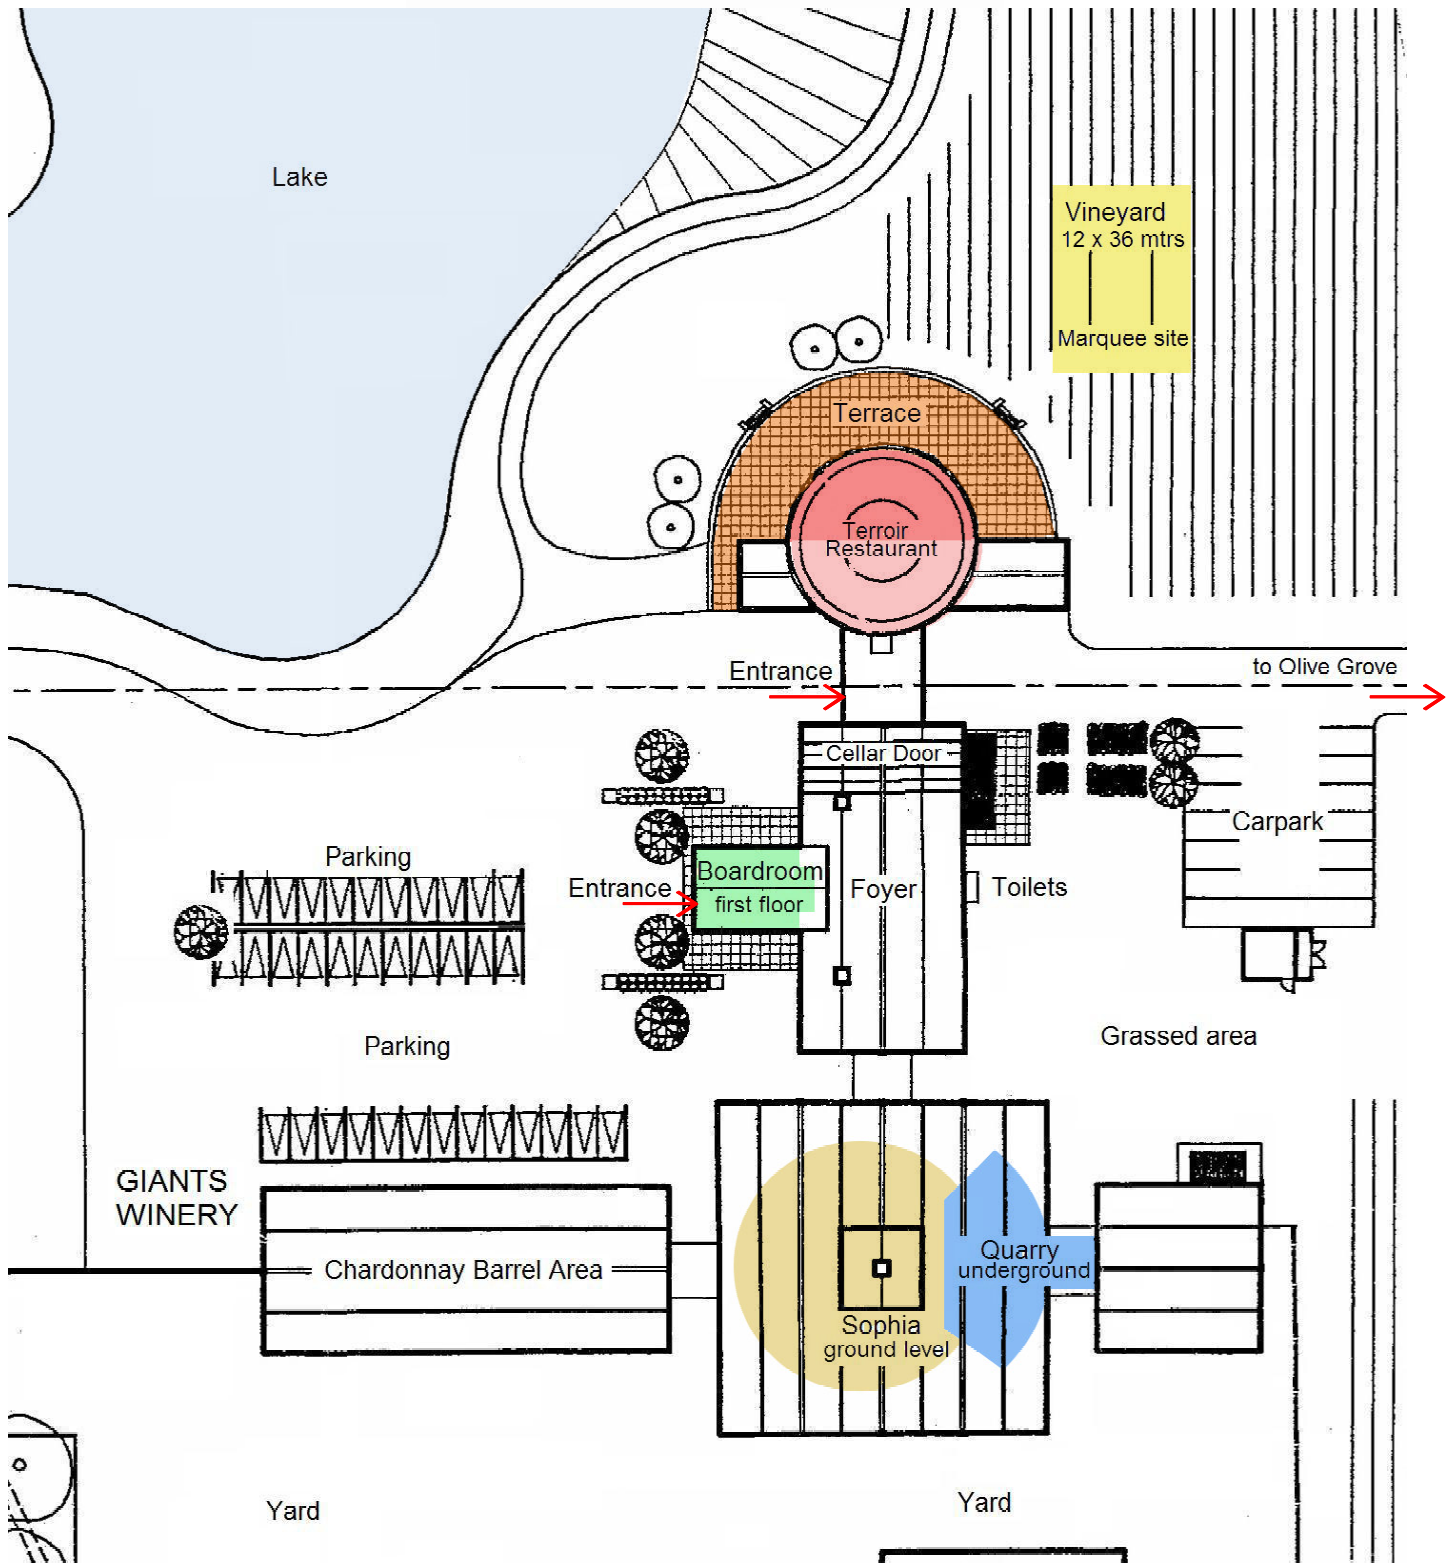 Lake
Vineyard
12 x 36 mtrs
Marquee site
Terrace
Terroir
Restaurant
Entrance
to Olive Grove
Cellar Door
Carpark
Parking
Boardroom
Entrance
first floor
Foyer
Toilets
Parking
Grassed area
GIANTS
WINERY
Chardonnay Barrel Area
Quarry
underground
Sophia
ground level
Yard
Yard